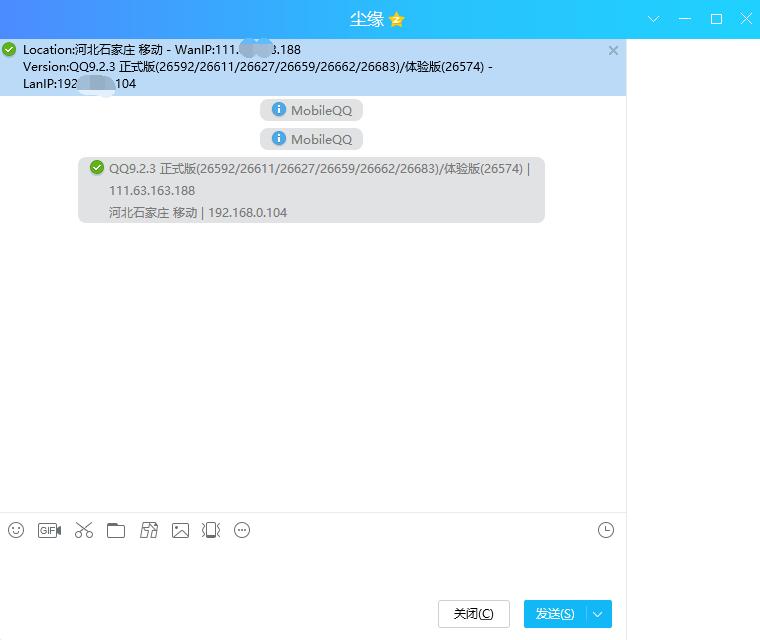 尘缘
Location:河北石家庄 移动 - WanIP:111. .188
Version:QQ9.2.3 正式版(26592/26611/26627/26659/26662/26683)/体验版(26574) -
LanIP:192 104
MobileQQ
MobileQQ
QQ9.2.3 正式版(26592/26611/26627/26659/26662/26683)/体验版(26574) |
111.63.163.188
河北石家庄 移动 | 192.168.0.104
GIF
关闭(C)
发送(S)